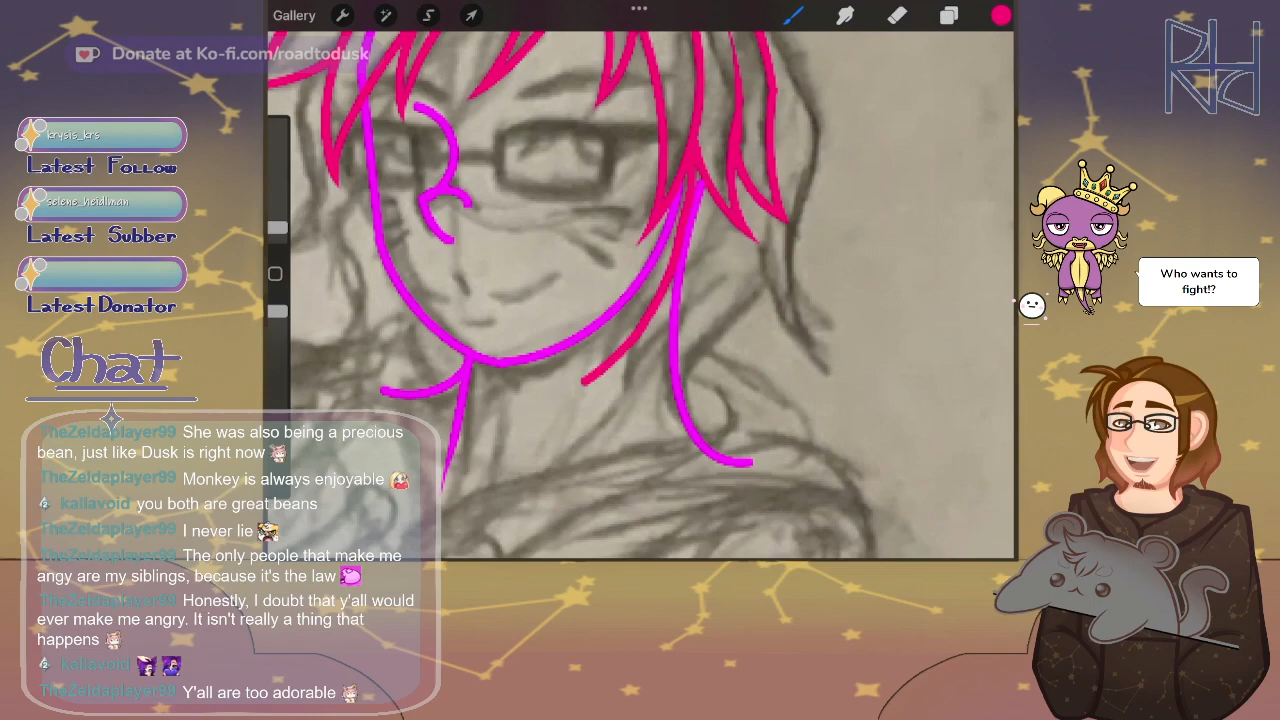 Gallery
Donate at Ko-fi.com/roadtodusk
krysis_krs
Latest Follow
selene_heidlman
Latest Subber
Latest Donator
Chat
TheZeldaplayer99 She was also being a precious
bean, just like Dusk is right now
TheZeldaplayer99 Monkey is always enjoyable
kallavoid you both are great beans
TheZeldaplayer99 I never lie
TheZeldaplayer99 The only people that make me
angy are my siblings, because it's the law
TheZeldaplayer99 Honestly, I doubt that y'all would
ever make me angry. It isn't really a thing that
happens
kallavoid
TheZeldaplayer99 Y'all are too adorable
Who wants to
fight!?